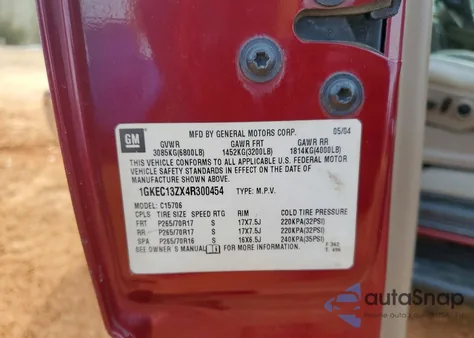 GM
MFD BY GENERAL MOTORS CORP. 05/04
GVWR GAWR FRT GAWR RR
3085KG(6800LB) 1452KG(3200LB) 1814KG(4000LB)
THIS VEHICLE CONFORMS TO ALL APPLICABLE U.S. FEDERAL MOTOR
VEHICLE SAFETY STANDARDS IN EFFECT ON THE DATE OF
MANUFACTURE SHOWN ABOVE.
1GKEC13ZX4R300454 TYPE: M.P.V.
MODEL: C15706
CPLS TIRE SIZE SPEED RTG RIM COLD TIRE PRESSURE
FRT P265/70R17 S 17X7.5J 220KPA(32PSI)
RR P265/70R17 S 17X7.5J 220KPA(32PSI)
SPA P265/70R16 S 16X6.5J 240KPA(35PSI)
SEE OWNER'S MANUAL FOR MORE INFORMATION.
autoSnap